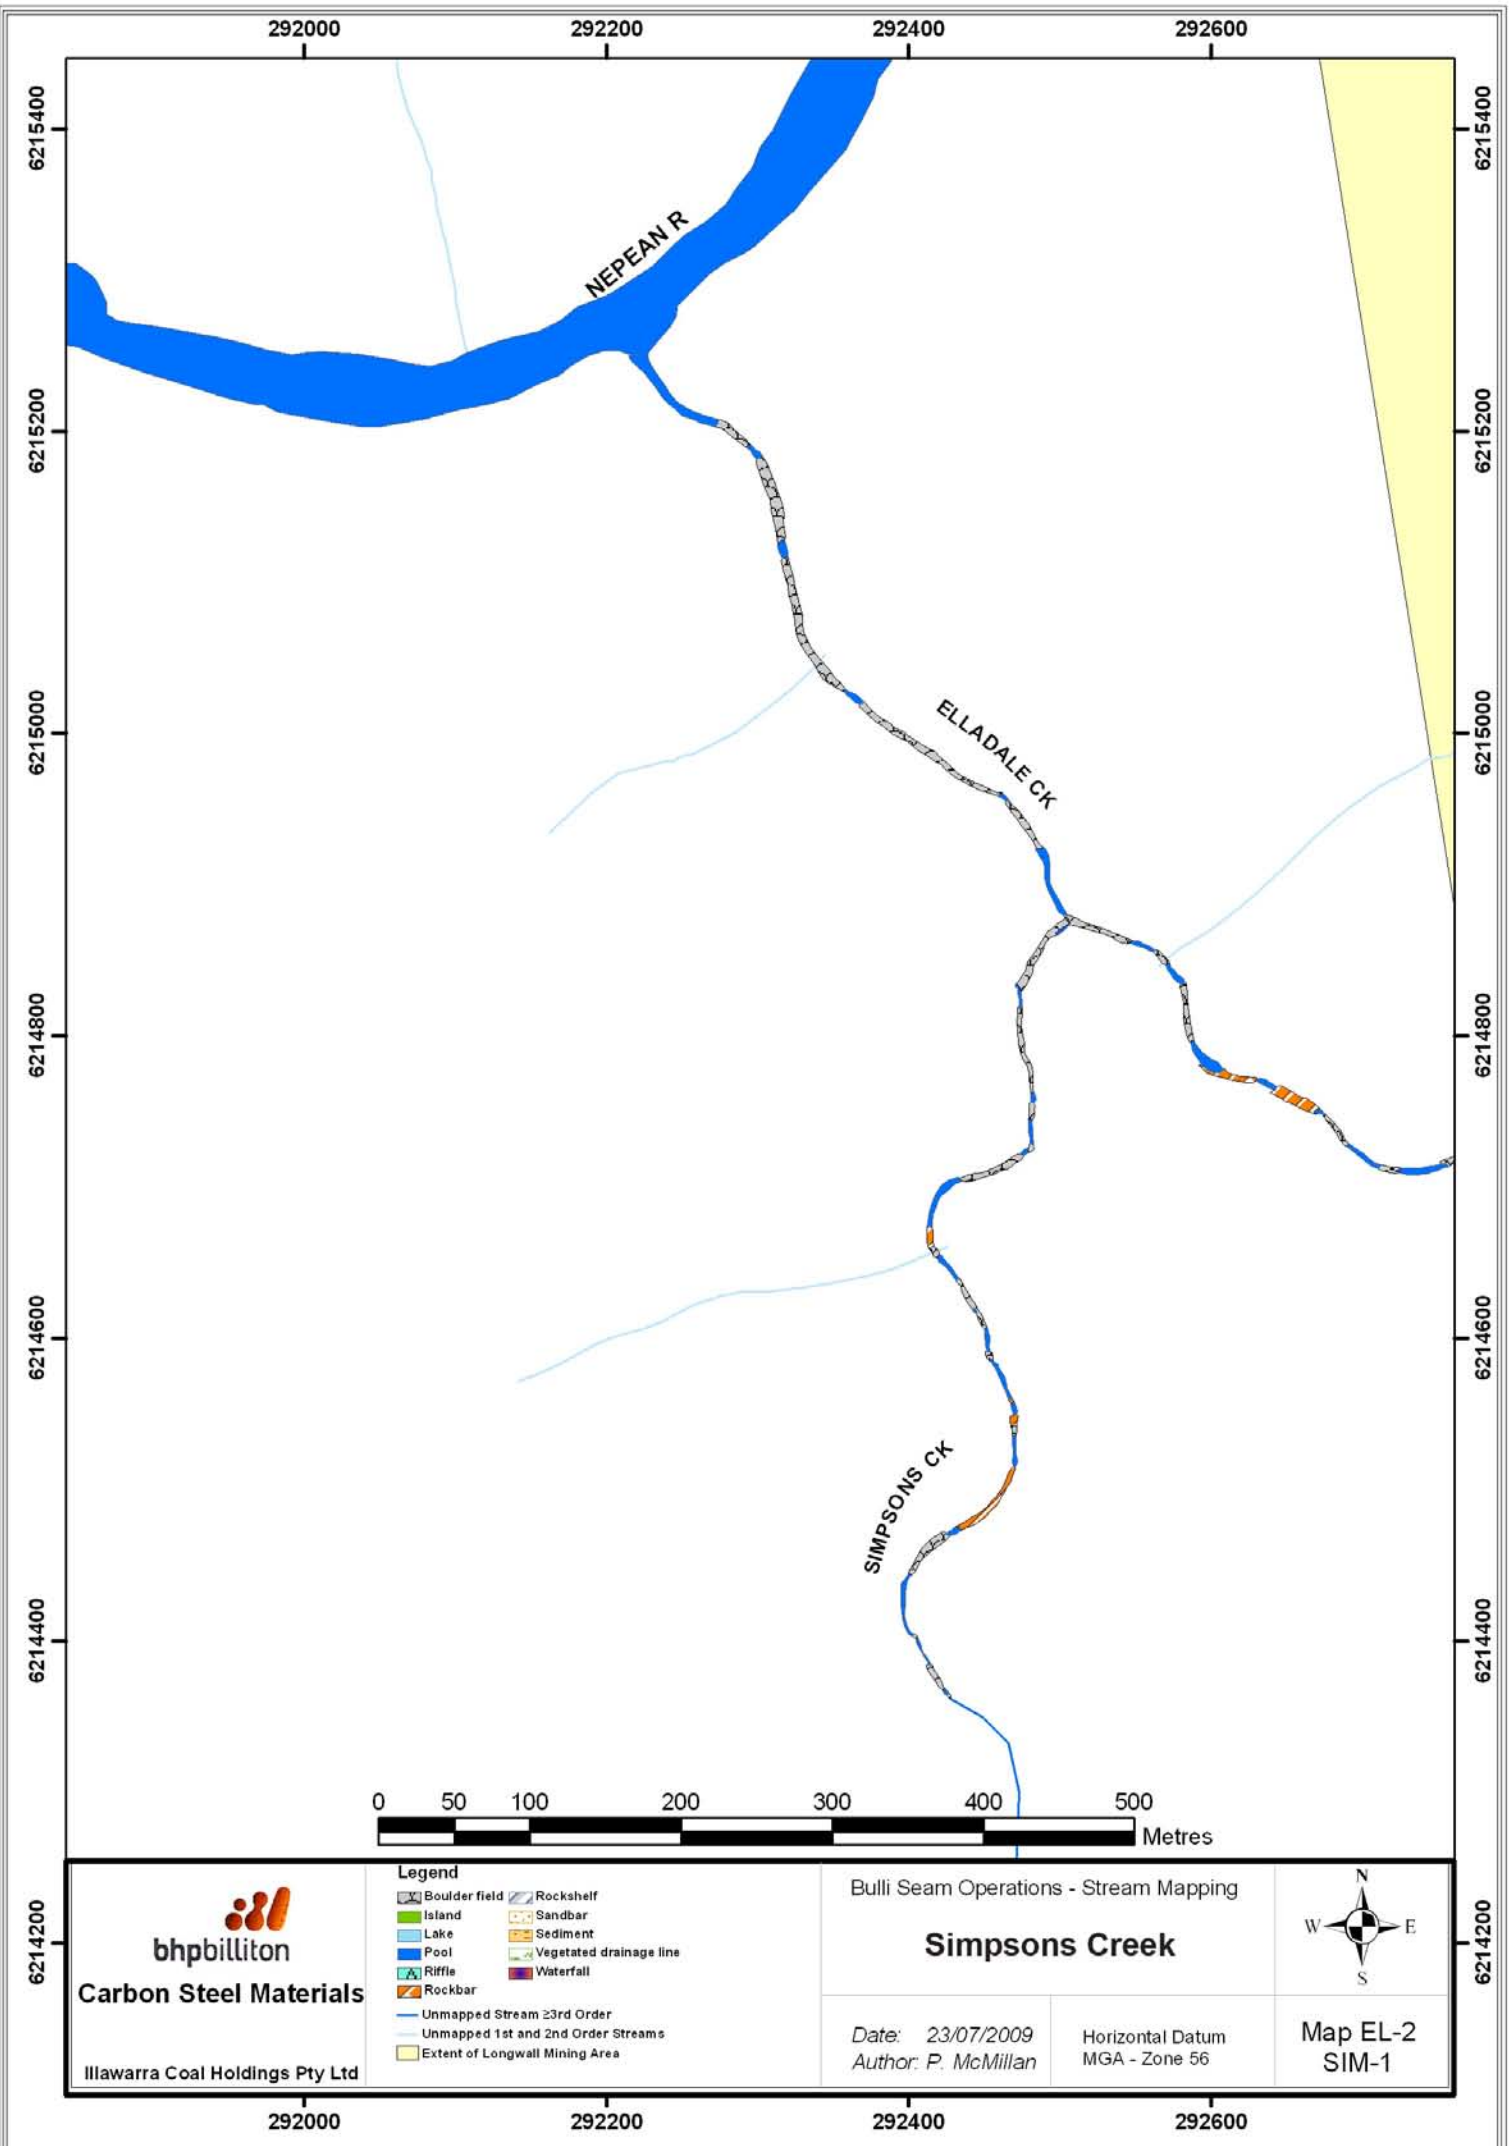 292000 292200 292400 292600
6215400
6215200
6215000
6214800
6214600
6214400
6214200
6215400
6215200
6215000
6214800
6214600
6214400
6214200
NEPEAN R
ELLADALE CK
SIMPSONS CK
0 50 100 200 300 400 500
Metres
bhpbilliton
Carbon Steel Materials
Illawarra Coal Holdings Pty Ltd
Legend
Boulder field
Island
Lake
Pool
Riffle
Rockbar
Rockshelf
Sandbar
Sediment
Vegetated drainage line
Waterfall
Unmapped Stream ≥3rd Order
Unmapped 1st and 2nd Order Streams
Extent of Longwall Mining Area
Bulli Seam Operations - Stream Mapping
Simpsons Creek
Date: 23/07/2009
Author: P. McMillan
Horizontal Datum
MGA - Zone 56
N
W E
S
Map EL-2
SIM-1
292000 292200 292400 292600